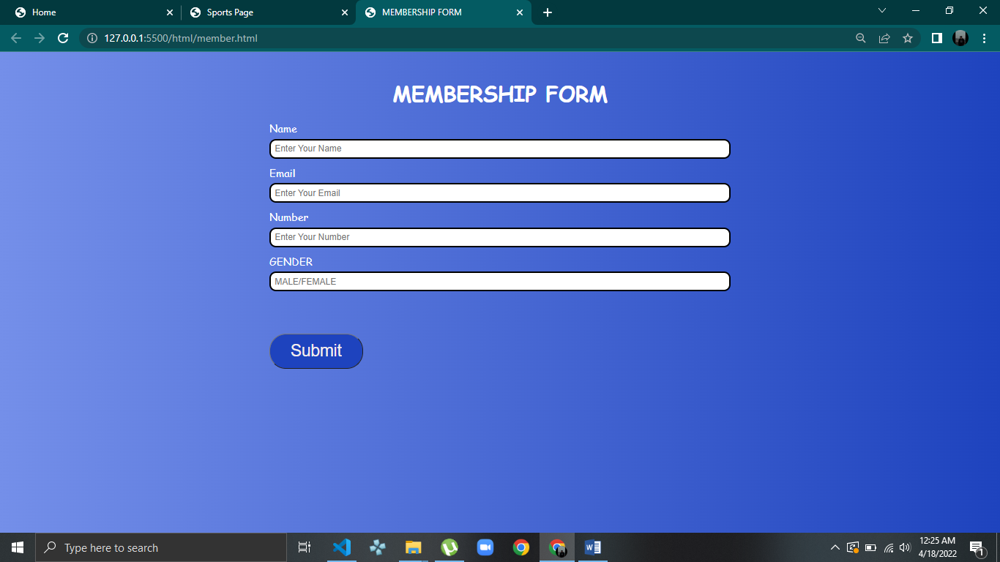 Home
Sports Page
MEMBERSHIP FORM
127.0.0.1:5500/html/member.html
MEMBERSHIP FORM
Name
Enter Your Name
Email
Enter Your Email
Number
Enter Your Number
GENDER
MALE/FEMALE
Submit
Type here to search
12:25 AM
4/18/2022
1